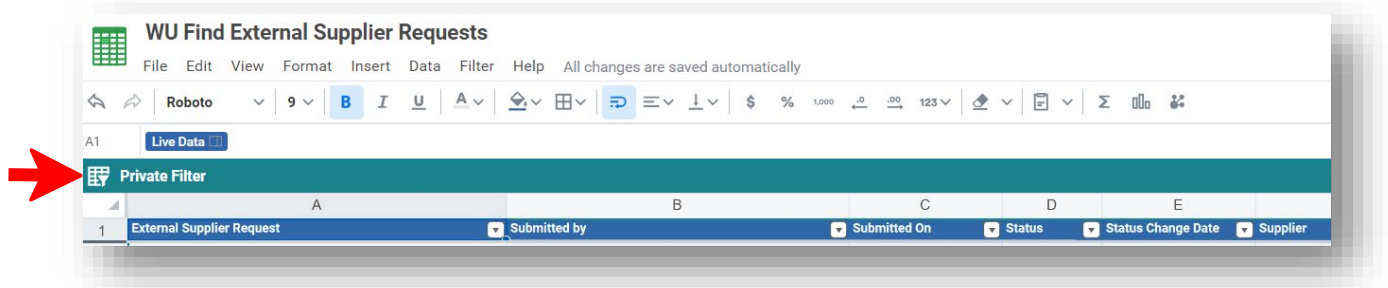 WU Find External Supplier Requests
File Edit View Format Insert Data Filter Help All changes are saved automatically
Roboto 9 B I U A $ % 1,000 .0 .00 123 Σ
A1 Live Data
Private Filter
A B C D E
1 External Supplier Request Submitted by Submitted On Status Status Change Date Supplier